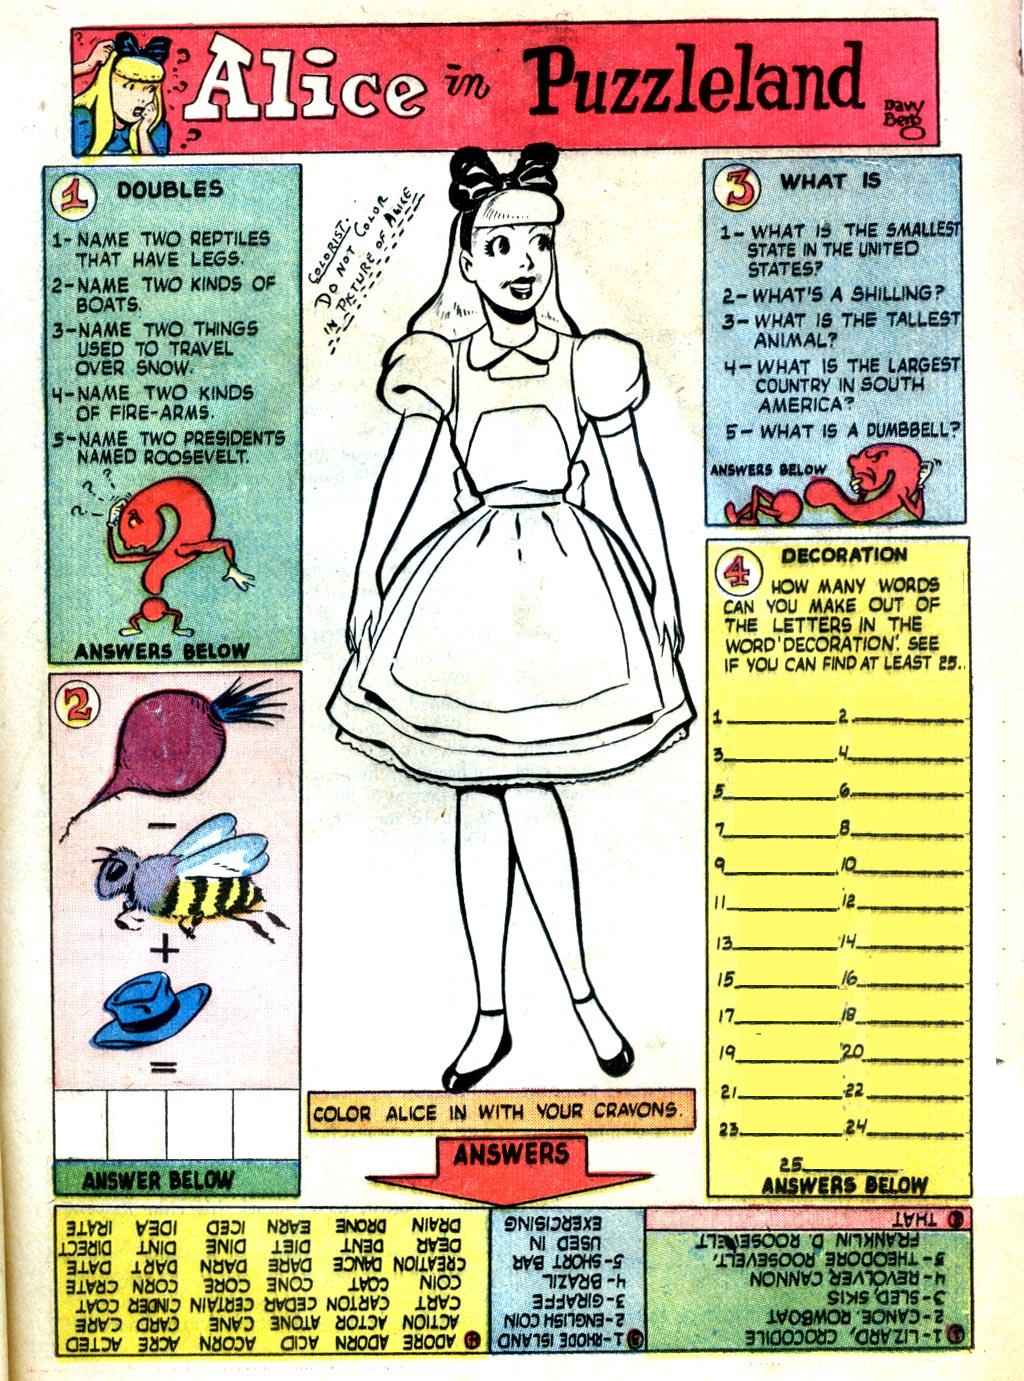 Alice in Puzzleland
Davy
Berg
1 DOUBLES
1- NAME TWO REPTILES
THAT HAVE LEGS.
2- NAME TWO KINDS OF
BOATS.
3- NAME TWO THINGS
USED TO TRAVEL
OVER SNOW.
4- NAME TWO KINDS
OF FIRE-ARMS.
5- NAME TWO PRESIDENTS
NAMED ROOSEVELT.
? ? ?
?
ANSWERS BELOW
2
-
+
=
ANSWER BELOW
COLORIST.
DO NOT COLOR
IN PICTURE OF ALICE
COLOR ALICE IN WITH YOUR CRAYONS.
3 WHAT IS
1- WHAT IS THE SMALLEST
STATE IN THE UNITED
STATES?
2- WHAT'S A SHILLING?
3- WHAT IS THE TALLEST
ANIMAL?
4- WHAT IS THE LARGEST
COUNTRY IN SOUTH
AMERICA?
5- WHAT IS A DUMBBELL?
ANSWERS BELOW
4 DECORATION
HOW MANY WORDS
CAN YOU MAKE OUT OF
THE LETTERS IN THE
WORD 'DECORATION'. SEE
IF YOU CAN FIND AT LEAST 25.
1 2
3 4
5 6
7 8
9 10
11 12
13 14
15 16
17 18
19 20
21 22
23 24
25
ANSWERS BELOW
ANSWERS
1 1- LIZARD, CROCODILE
2- CANOE, ROWBOAT
3- SLED, SKIS
4- REVOLVER CANNON
5- THEODORE ROOSEVELT,
FRANKLIN D. ROOSEVELT
2 THAT
3 1- RHODE ISLAND
2- ENGLISH COIN
3- GIRAFFE
4- BRAZIL
5- SHORT BAR
USED IN
EXERCISING
4 ADORE ADORN ACID ACORN ACRE ACTED
ACTION ACTOR ATONE CANE CARD CARE
CART CARTON CEDAR CERTAIN CINDER COAT
COIN COAT CONE CORE CORN CRATE
CREATION DANCE DARE DARN DART DATE
DEAR DENT DIET DINE DINT DIRECT
DRAIN DRONE EARN ICED IDEA IRATE